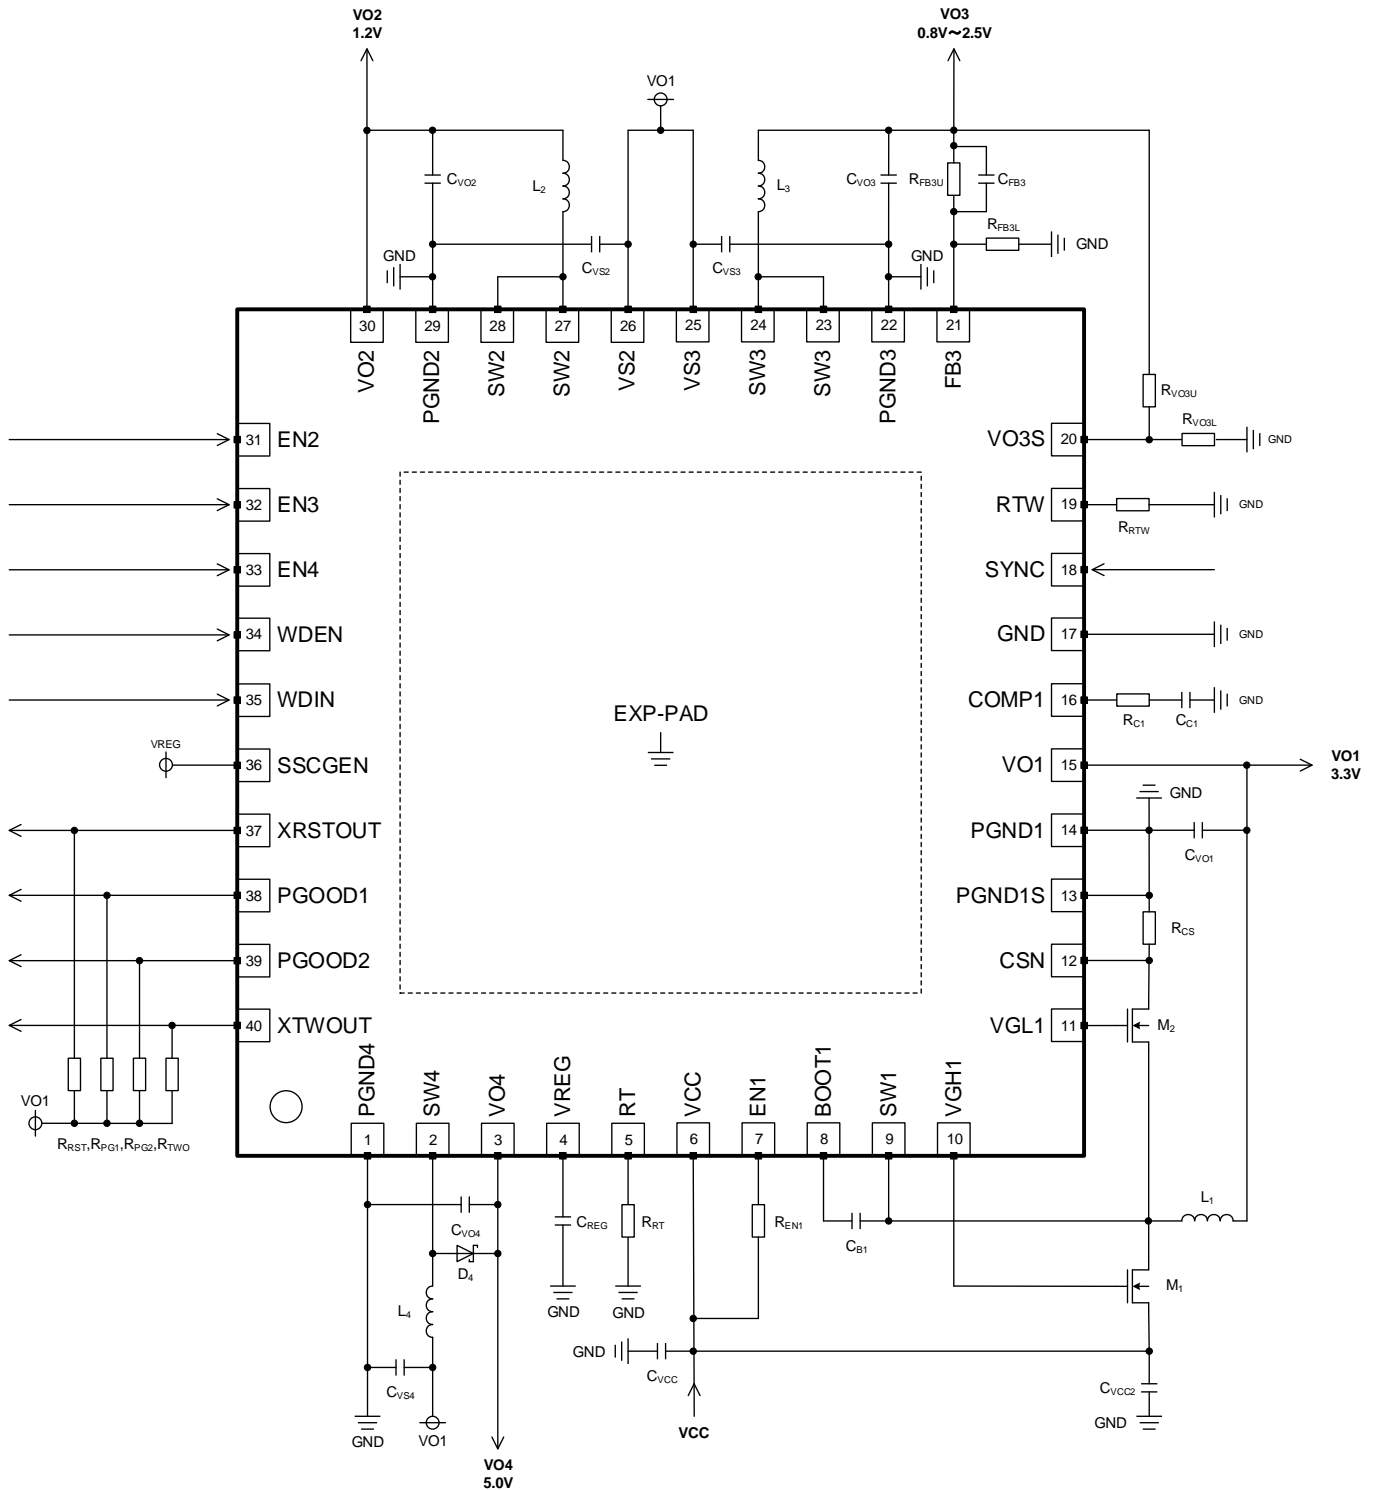 VO2
1.2V
VO3
0.8V～2.5V
VO1
CVO2
L2
L3
CVO3
RFB3U
CFB3
RFB3L
GND
GND
CVS2
CVS3
GND
30 29 28 27 26 25 24 23 22 21
VO2 PGND2 SW2 SW2 VS2 VS3 SW3 SW3 PGND3 FB3
RVO3U
RVO3L
31 EN2
VO3S 20
GND
32 EN3
RTW 19
GND
RRTW
33 EN4
SYNC 18
34 WDEN
GND 17
GND
35 WDIN
COMP1 16
GND
RC1
CC1
EXP-PAD
VREG
36 SSCGEN
VO1 15
VO1
3.3V
GND
37 XRSTOUT
PGND1 14
CVO1
38 PGOOD1
PGND1S 13
RCS
39 PGOOD2
CSN 12
40 XTWOUT
VGL1 11
M2
PGND4 SW4 VO4 VREG RT VCC EN1 BOOT1 SW1 VGH1
1 2 3 4 5 6 7 8 9 10
VO1
RRST,RPG1,RPG2,RTWO
L1
CVO4
CREG
RRT
REN1
CB1
D4
M1
L4
GND
GND
GND
CVCC
CVS4
CVCC2
GND
GND
VO1
VCC
VO4
5.0V